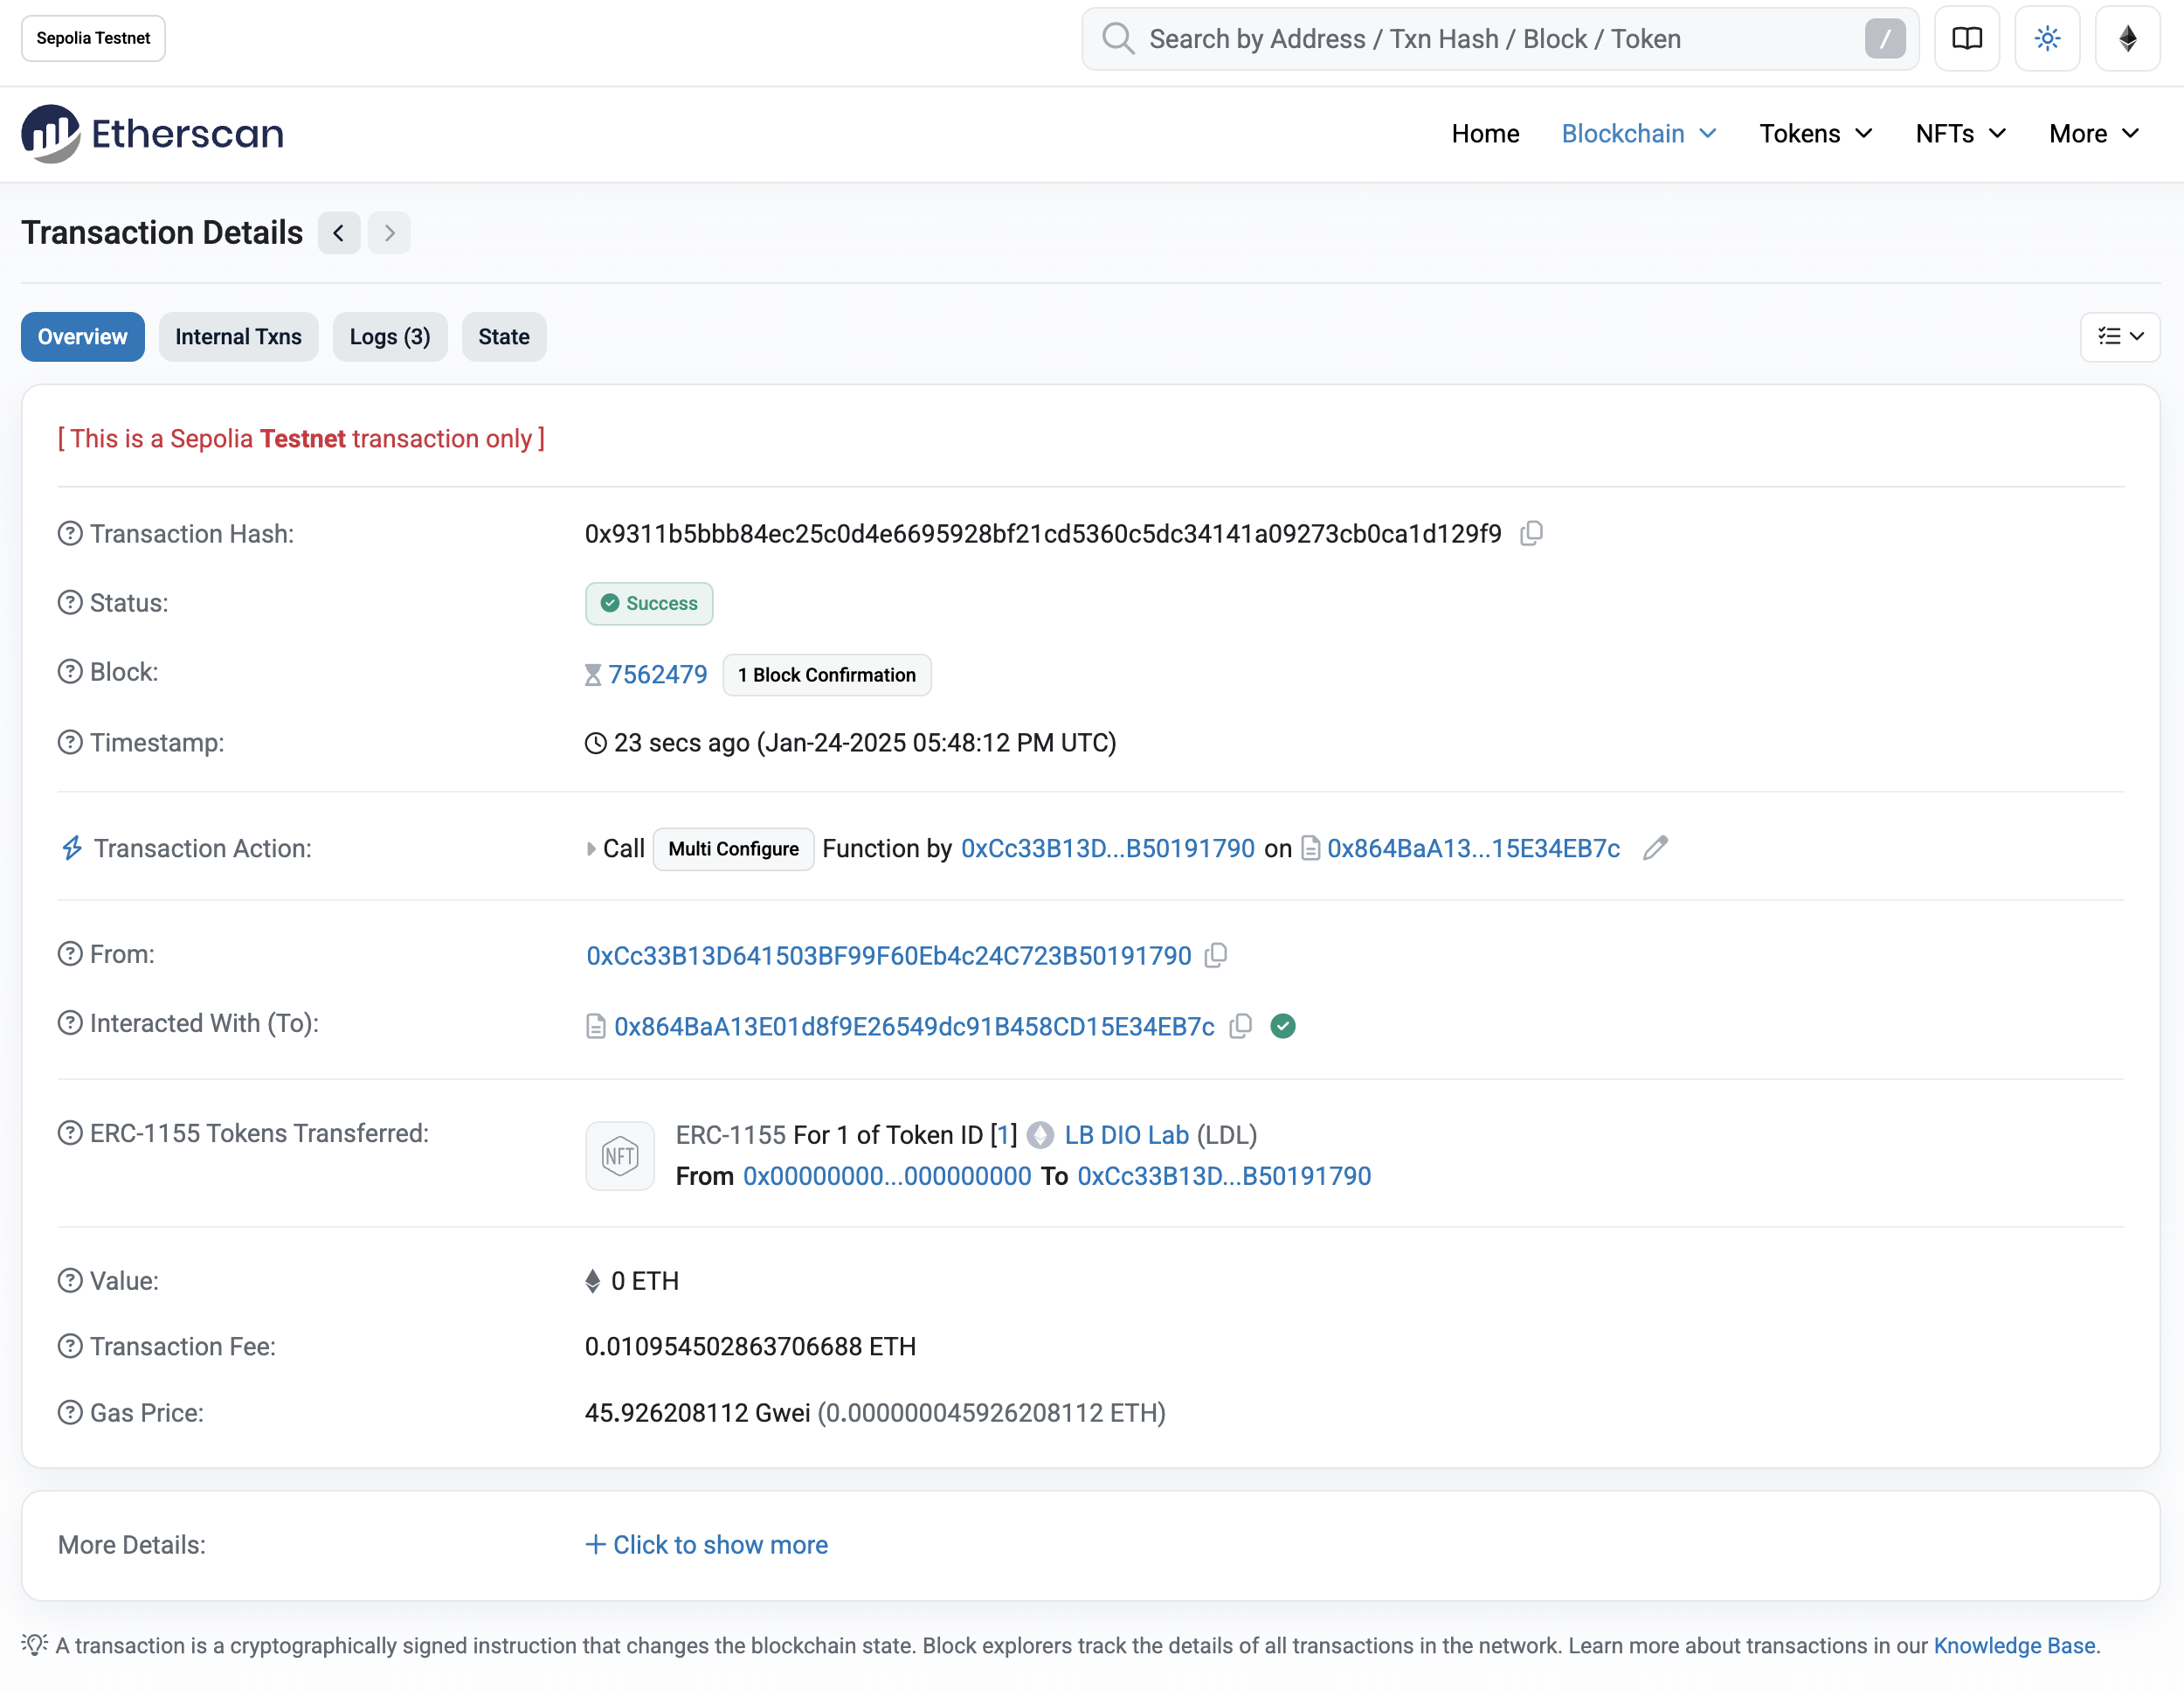 Sepolia Testnet
Search by Address / Txn Hash / Block / Token /
Etherscan
Home Blockchain Tokens NFTs More
Transaction Details
Overview Internal Txns Logs (3) State
[ This is a Sepolia Testnet transaction only ]
Transaction Hash: 0x9311b5bbb84ec25c0d4e6695928bf21cd5360c5dc34141a09273cb0ca1d129f9
Status: Success
Block: 7562479 1 Block Confirmation
Timestamp: 23 secs ago (Jan-24-2025 05:48:12 PM UTC)
Transaction Action: Call Multi Configure Function by 0xCc33B13D...B50191790 on 0x864BaA13...15E34EB7c
From: 0xCc33B13D641503BF99F60Eb4c24C723B50191790
Interacted With (To): 0x864BaA13E01d8f9E26549dc91B458CD15E34EB7c
ERC-1155 Tokens Transferred: NFT ERC-1155 For 1 of Token ID [1] LB DIO Lab (LDL)
From 0x00000000...000000000 To 0xCc33B13D...B50191790
Value: 0 ETH
Transaction Fee: 0.010954502863706688 ETH
Gas Price: 45.926208112 Gwei (0.000000045926208112 ETH)
More Details: + Click to show more
A transaction is a cryptographically signed instruction that changes the blockchain state. Block explorers track the details of all transactions in the network. Learn more about transactions in our Knowledge Base.